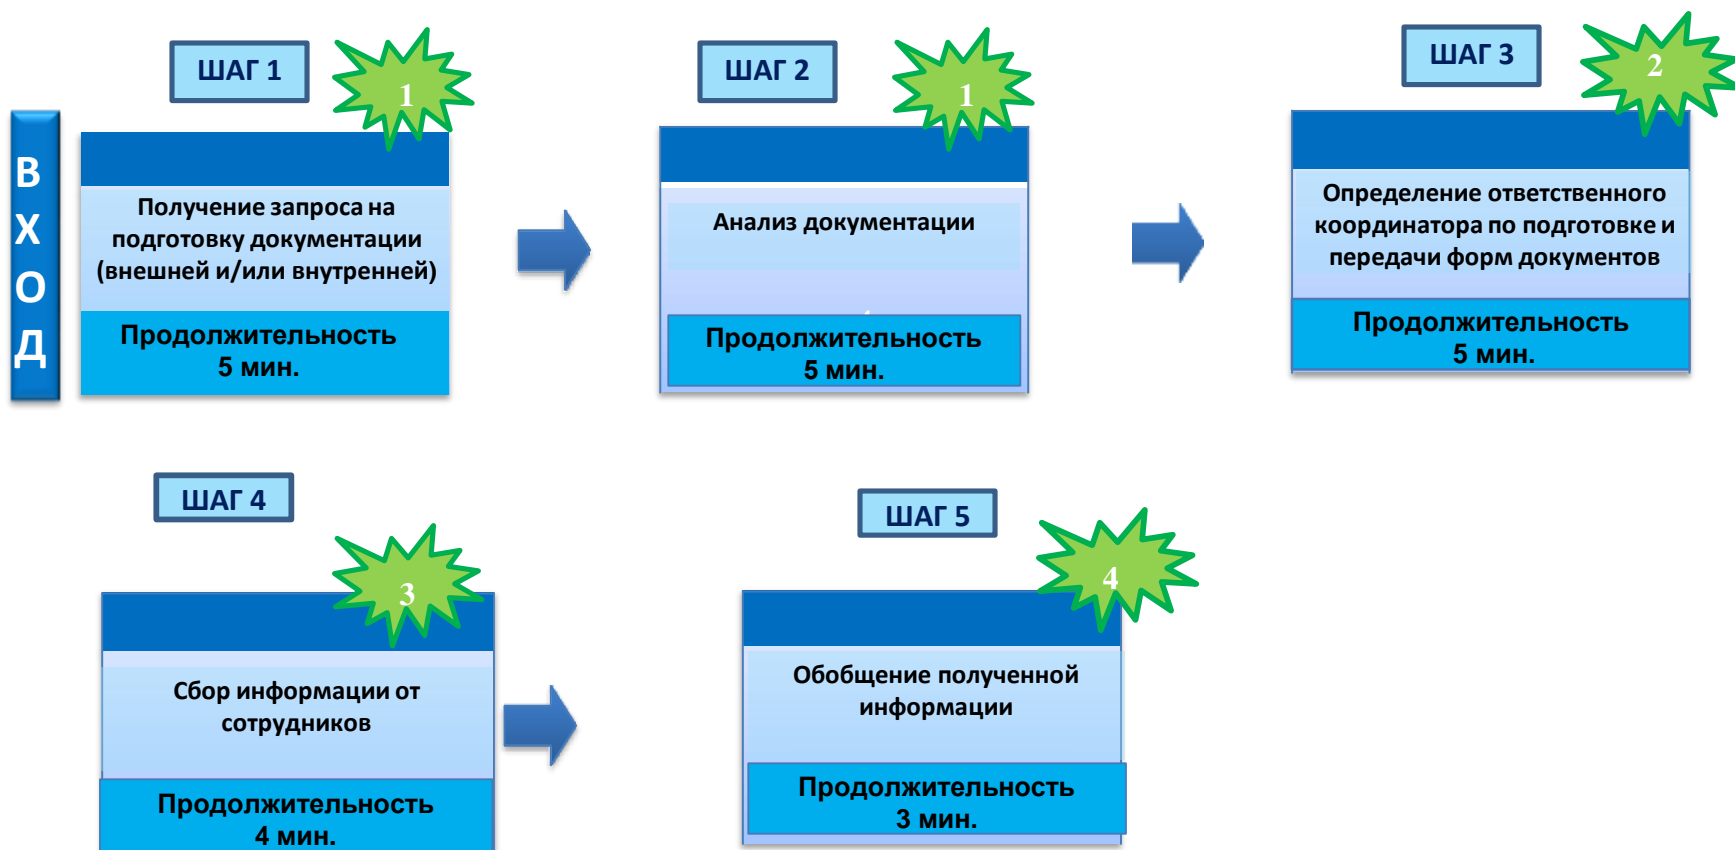 ШАГ 1
1
ШАГ 2
1
ШАГ 3
2
ВХОД
Получение запроса на
подготовку документации
(внешней и/или внутренней)
Продолжительность
5 мин.
Анализ документации
Продолжительность
5 мин.
Определение ответственного
координатора по подготовке и
передачи форм документов
Продолжительность
5 мин.
ШАГ 4
3
ШАГ 5
4
Сбор информации от
сотрудников
Продолжительность
4 мин.
Обобщение полученной
информации
Продолжительность
3 мин.